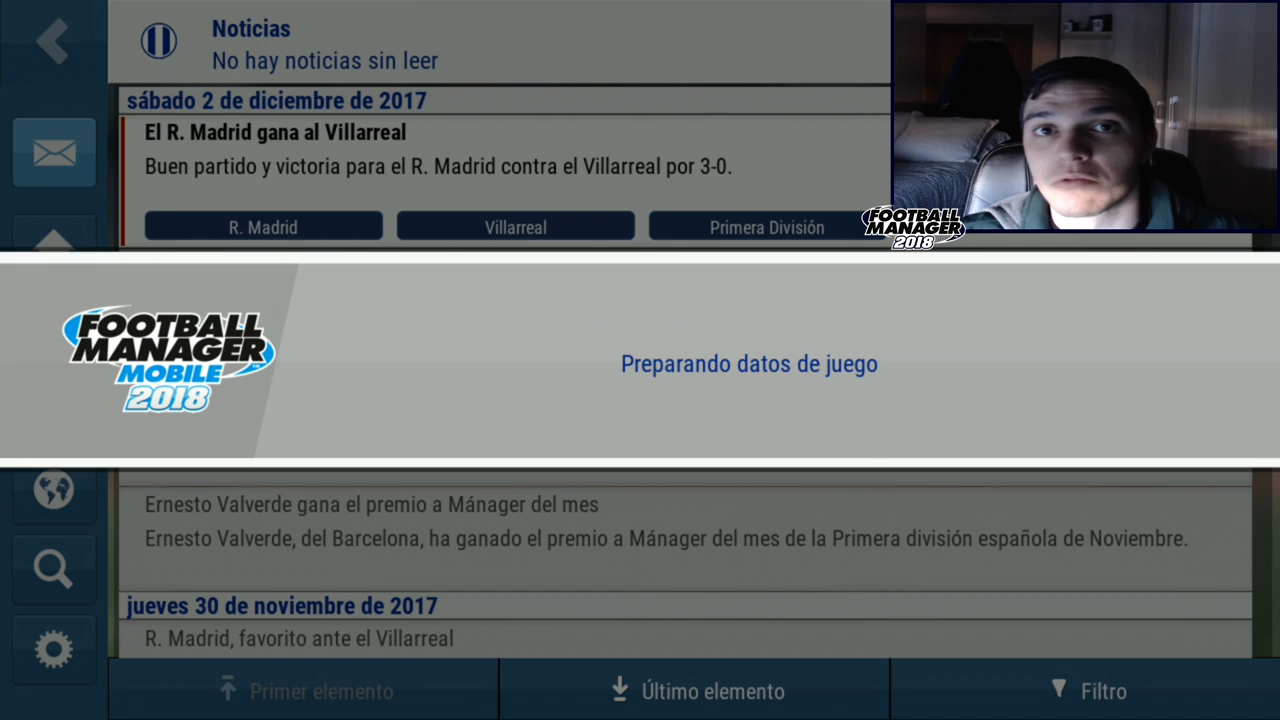 Noticias
No hay noticias sin leer
sábado 2 de diciembre de 2017
El R. Madrid gana al Villarreal
Buen partido y victoria para el R. Madrid contra el Villarreal por 3-0.
R. Madrid
Villarreal
Primera División
FOOTBALL
MANAGER
2018
FOOTBALL
MANAGER
MOBILE
2018
Preparando datos de juego
Ernesto Valverde gana el premio a Mánager del mes
Ernesto Valverde, del Barcelona, ha ganado el premio a Mánager del mes de la Primera división española de Noviembre.
jueves 30 de noviembre de 2017
R. Madrid, favorito ante el Villarreal
Primer elemento
Último elemento
Filtro